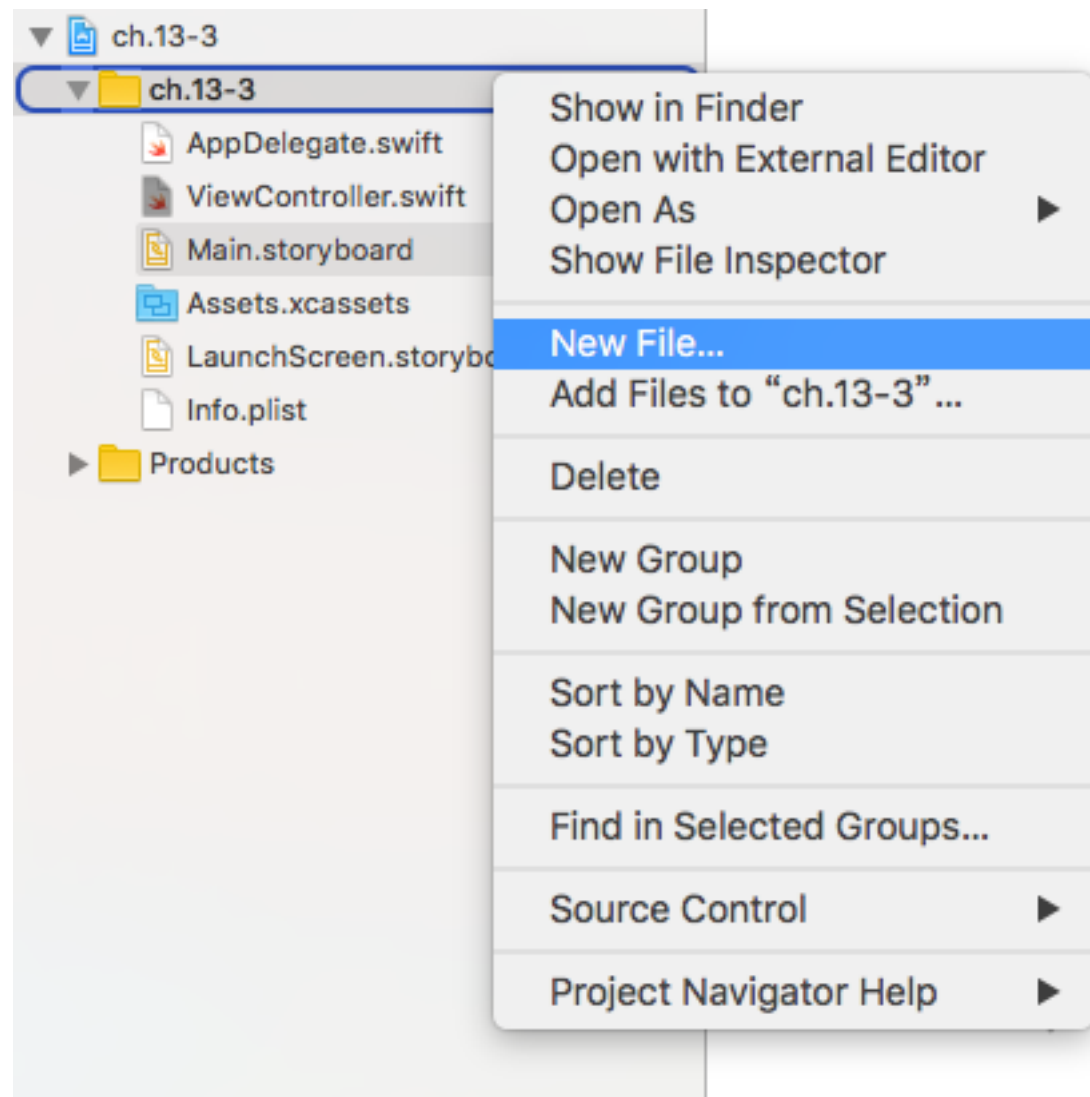 ch.13-3
ch.13-3
AppDelegate.swift
ViewController.swift
Main.storyboard
Assets.xcassets
LaunchScreen.storybo
Info.plist
Products
Show in Finder
Open with External Editor
Open As
Show File Inspector
New File...
Add Files to “ch.13-3”...
Delete
New Group
New Group from Selection
Sort by Name
Sort by Type
Find in Selected Groups...
Source Control
Project Navigator Help